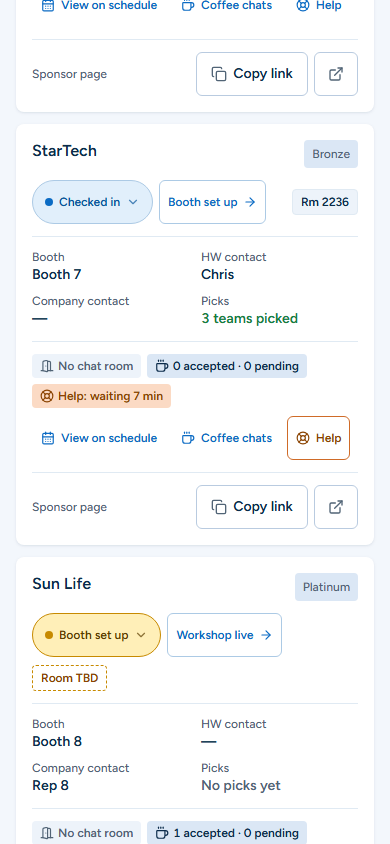 View on schedule Coffee chats Help
Sponsor page Copy link
StarTech Bronze
Checked in Booth set up → Rm 2236
Booth HW contact
Booth 7 Chris
Company contact Picks
— 3 teams picked
No chat room 0 accepted · 0 pending
Help: waiting 7 min
View on schedule Coffee chats Help
Sponsor page Copy link
Sun Life Platinum
Booth set up Workshop live →
Room TBD
Booth HW contact
Booth 8 —
Company contact Picks
Rep 8 No picks yet
No chat room 1 accepted · 0 pending